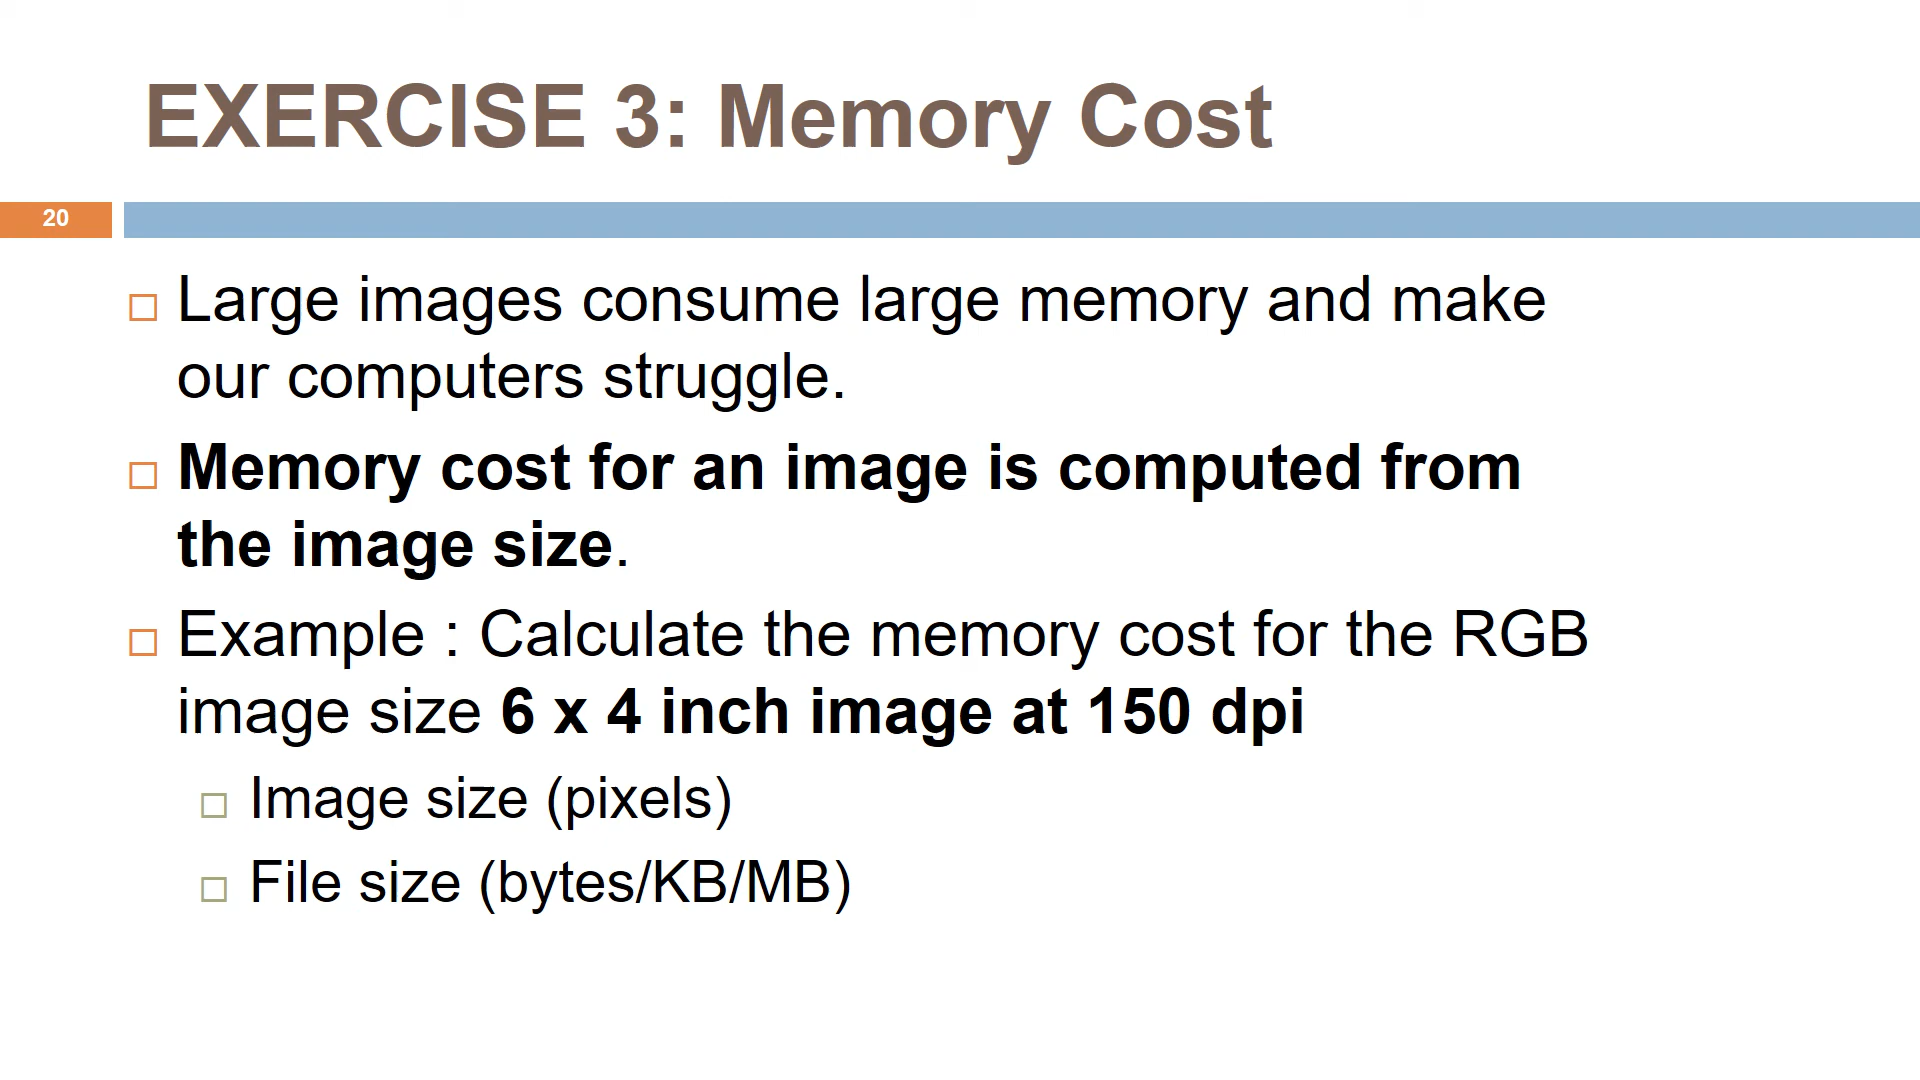 EXERCISE 3: Memory Cost
20
Large images consume large memory and make
our computers struggle.
Memory cost for an image is computed from
the image size.
Example : Calculate the memory cost for the RGB
image size 6 x 4 inch image at 150 dpi
Image size (pixels)
File size (bytes/KB/MB)